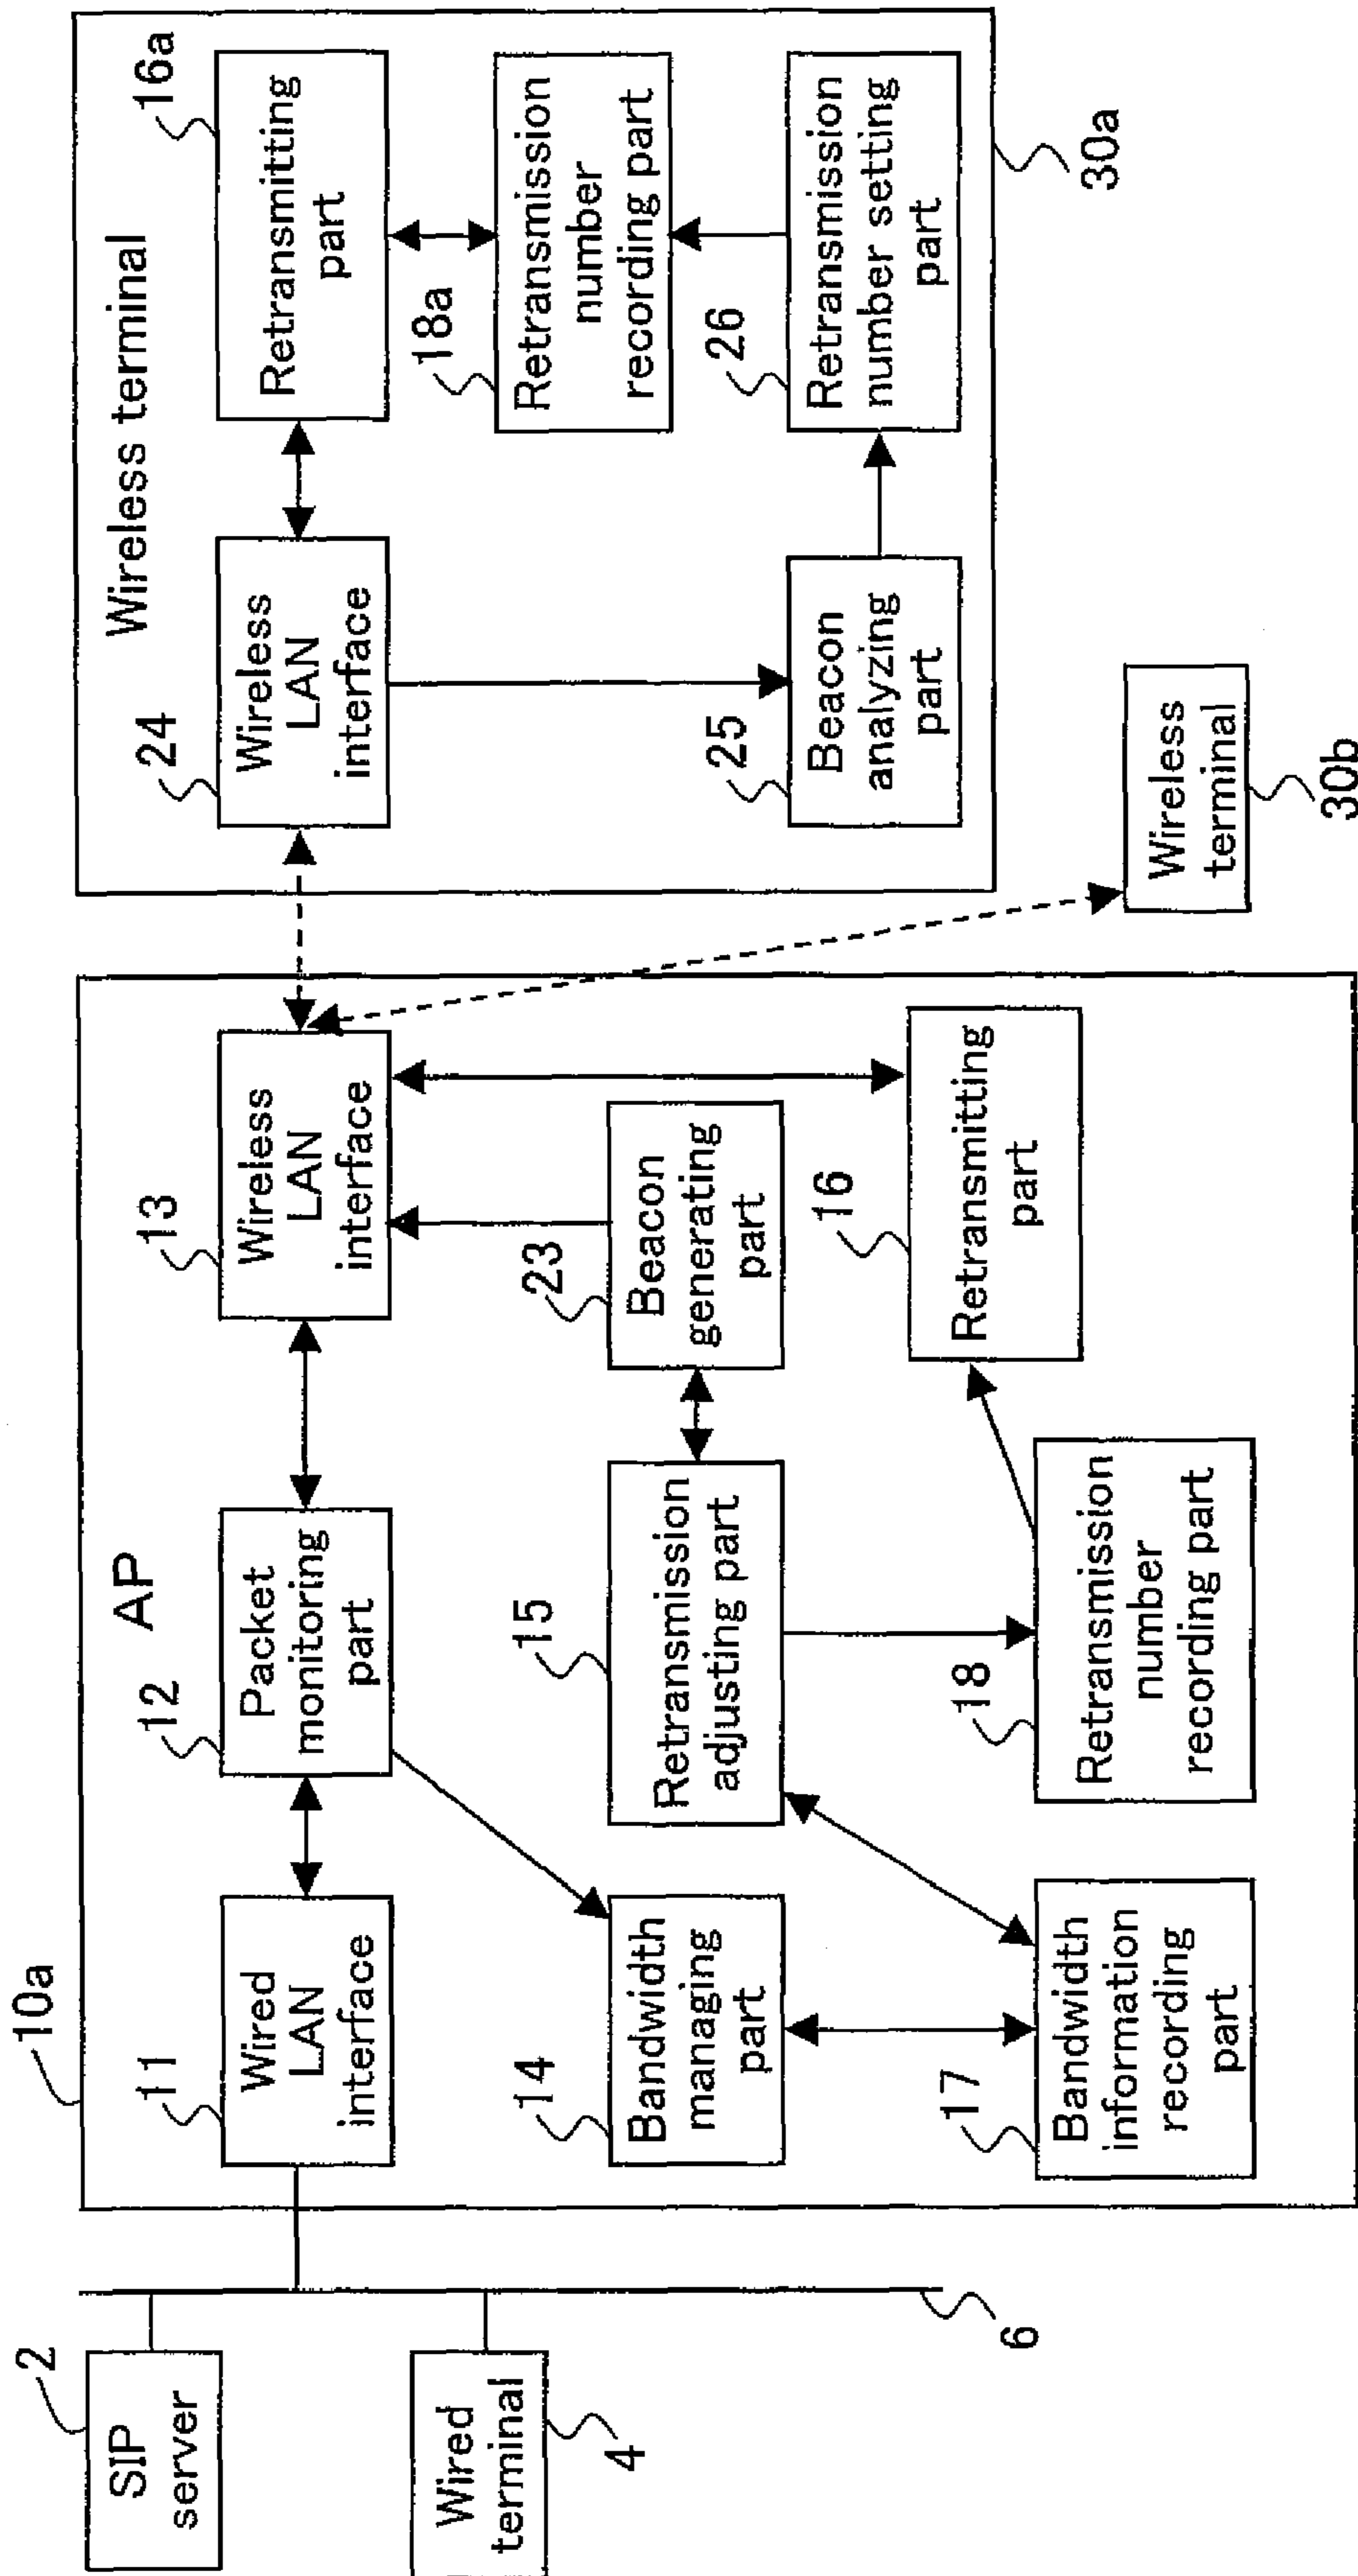 2
SIP
server
Wired
terminal
4
6
10a
AP
11
Wired
LAN
interface
12
Packet
monitoring
part
13
Wireless
LAN
interface
14
Bandwidth
managing
part
15
Retransmission
adjusting part
23
Beacon
generating
part
16
Retransmitting
part
17
Bandwidth
information
recording
part
18
Retransmission
number
recording part
Wireless terminal
24
Wireless
LAN
interface
16a
Retransmitting
part
18a
Retransmission
number
recording part
25
Beacon
analyzing
part
26
Retransmission
number setting
part
30a
Wireless
terminal
30b